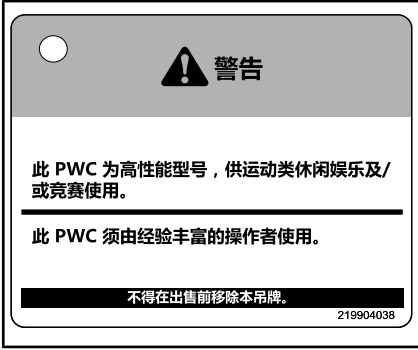 警告
此 PWC 为高性能型号，供运动类休闲娱乐及/
或竞赛使用。
此 PWC 须由经验丰富的操作者使用。
不得在出售前移除本吊牌。
219904038